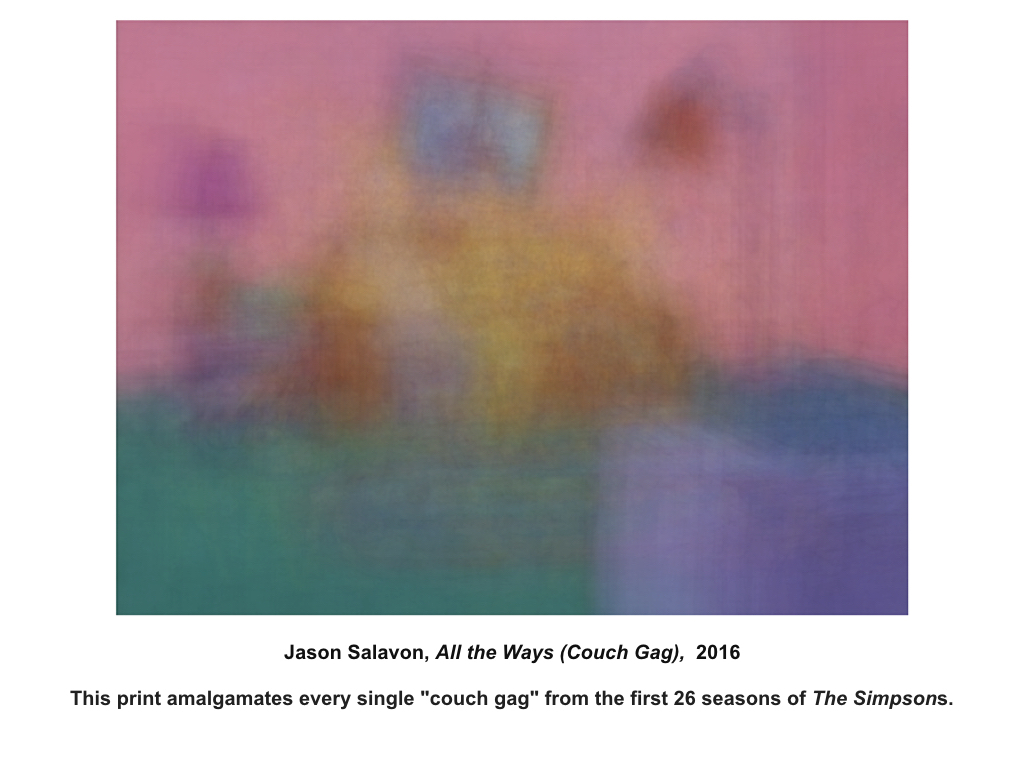 Jason Salavon, All the Ways (Couch Gag),  2016
This print amalgamates every single "couch gag" from the first 26 seasons of The Simpsons.